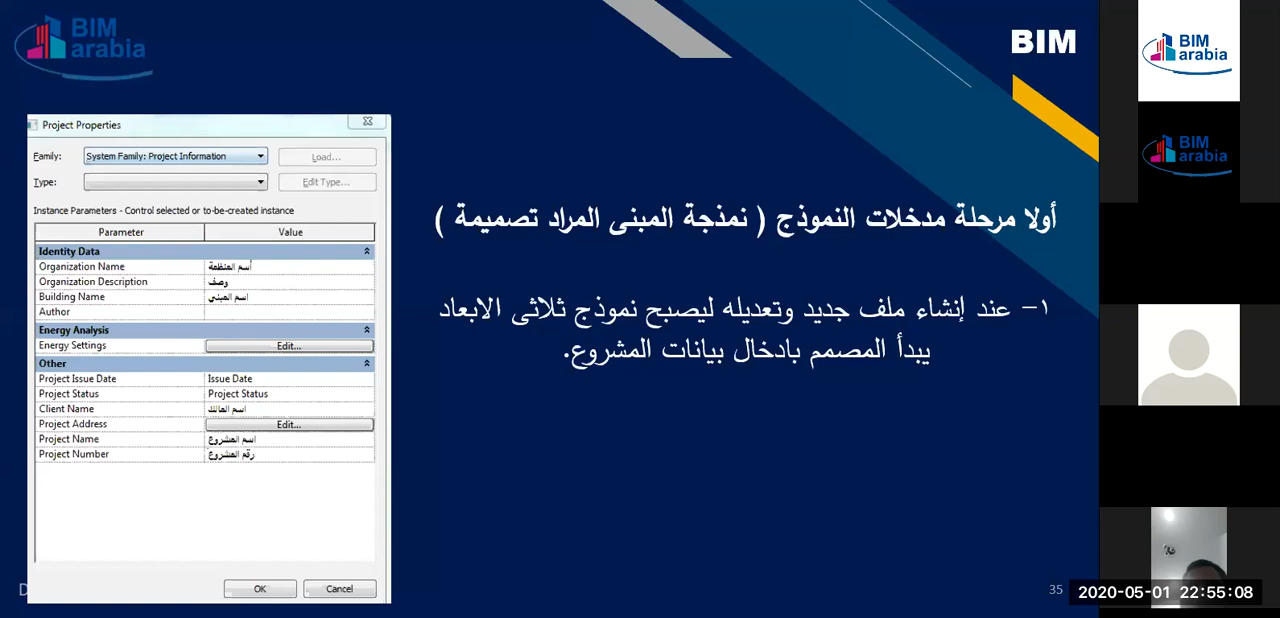 BIM
arabia
BIM
BIM
arabia
BIM
arabia
Project Properties
Family: System Family: Project Information Load...
Type: Edit Type...
Instance Parameters - Control selected or to-be-created instance
Parameter Value
Identity Data
Organization Name أسم المنظمة
Organization Description وصف
Building Name اسم المبنى
Author
Energy Analysis
Energy Settings Edit...
Other
Project Issue Date Issue Date
Project Status Project Status
Client Name اسم المالك
Project Address Edit...
Project Name اسم المشروع
Project Number رقم المشروع
OK Cancel
أولا مرحلة مدخلات النموذج ( نمذجة المبنى المراد تصميمة )
١- عند إنشاء ملف جديد وتعديله ليصبح نموذج ثلاثى الابعاد
يبدأ المصمم بادخال بيانات المشروع.
D
35
2020-05-01 22:55:08